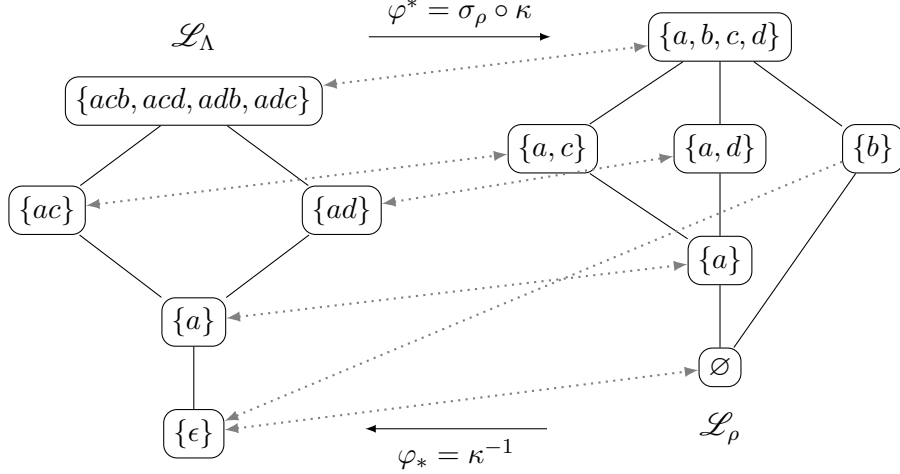 φ* = σ_ρ ∘ κ
ℒ_Λ
{a, b, c, d}
{acb, acd, adb, adc}
{a, c}
{a, d}
{b}
{ac}
{ad}
{a}
{a}
∅
{ϵ}
ℒ_ρ
φ_* = κ⁻¹